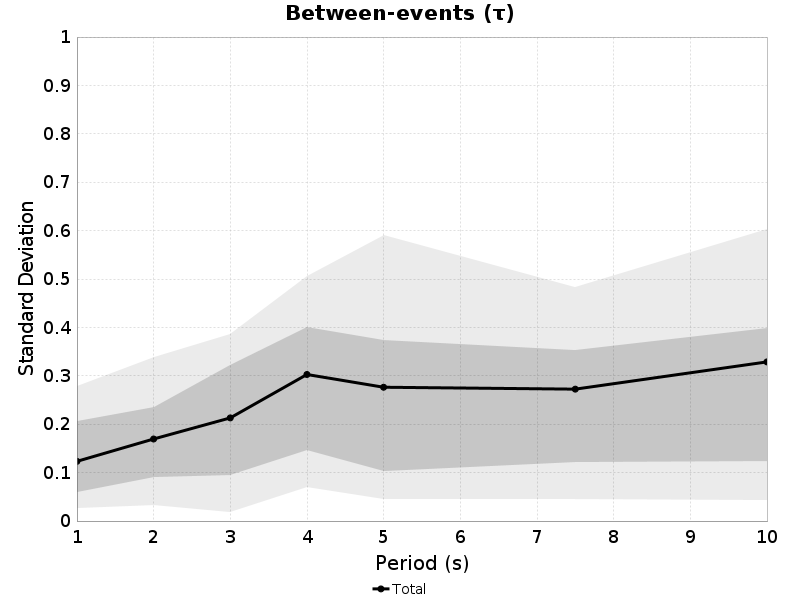 Between-events (τ)
1
0.9
0.8
0.7
0.6
0.5
0.4
0.3
0.2
0.1
0
Standard Deviation
1 2 3 4 5 6 7 8 9 10
Period (s)
Total